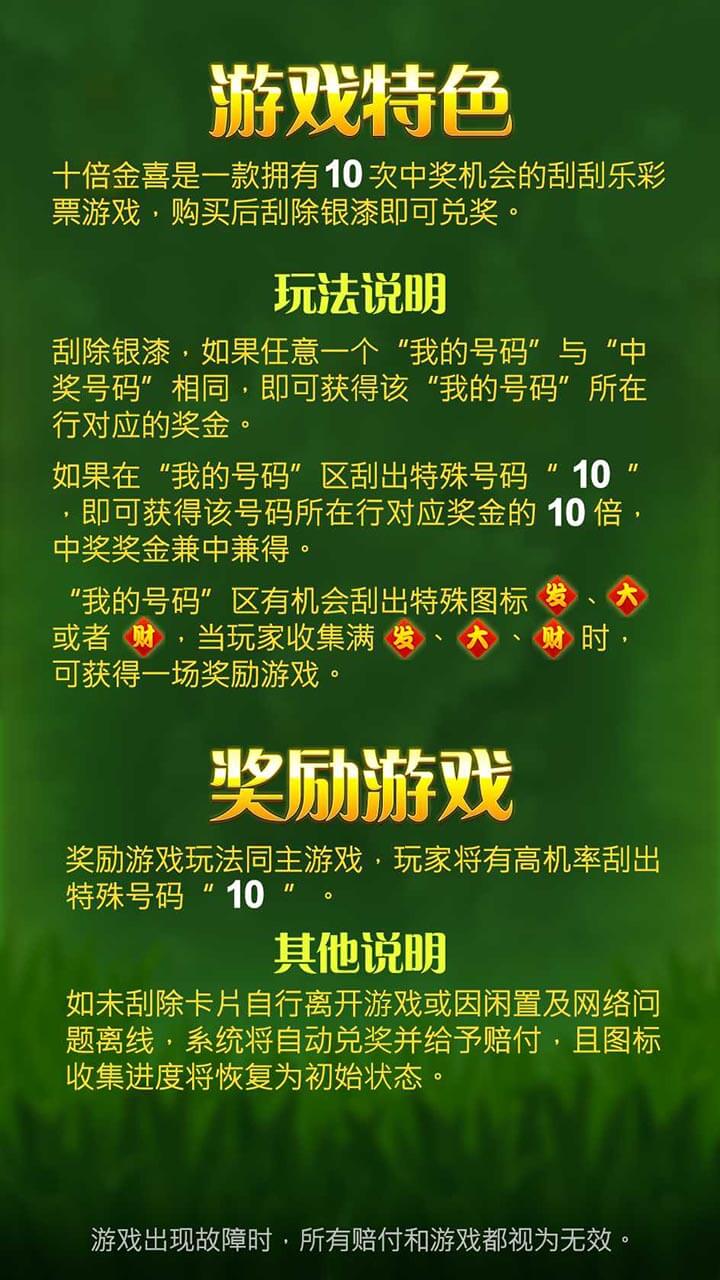 游戏特色
十倍金喜是一款拥有10次中奖机会的刮刮乐彩
票游戏，购买后刮除银漆即可兑奖。
玩法说明
刮除银漆，如果任意一个“我的号码”与“中
奖号码”相同，即可获得该“我的号码”所在
行对应的奖金。
如果在“我的号码”区刮出特殊号码“10”
，即可获得该号码所在行对应奖金的10倍，
中奖奖金兼中兼得。
“我的号码”区有机会刮出特殊图标发、大
或者财，当玩家收集满发、大、财时，
可获得一场奖励游戏。
奖励游戏
奖励游戏玩法同主游戏，玩家将有高机率刮出
特殊号码“10”。
其他说明
如未刮除卡片自行离开游戏或因闲置及网络问
题离线，系统将自动兑奖并给予赔付，且图标
收集进度将恢复为初始状态。
游戏出现故障时，所有赔付和游戏都视为无效。